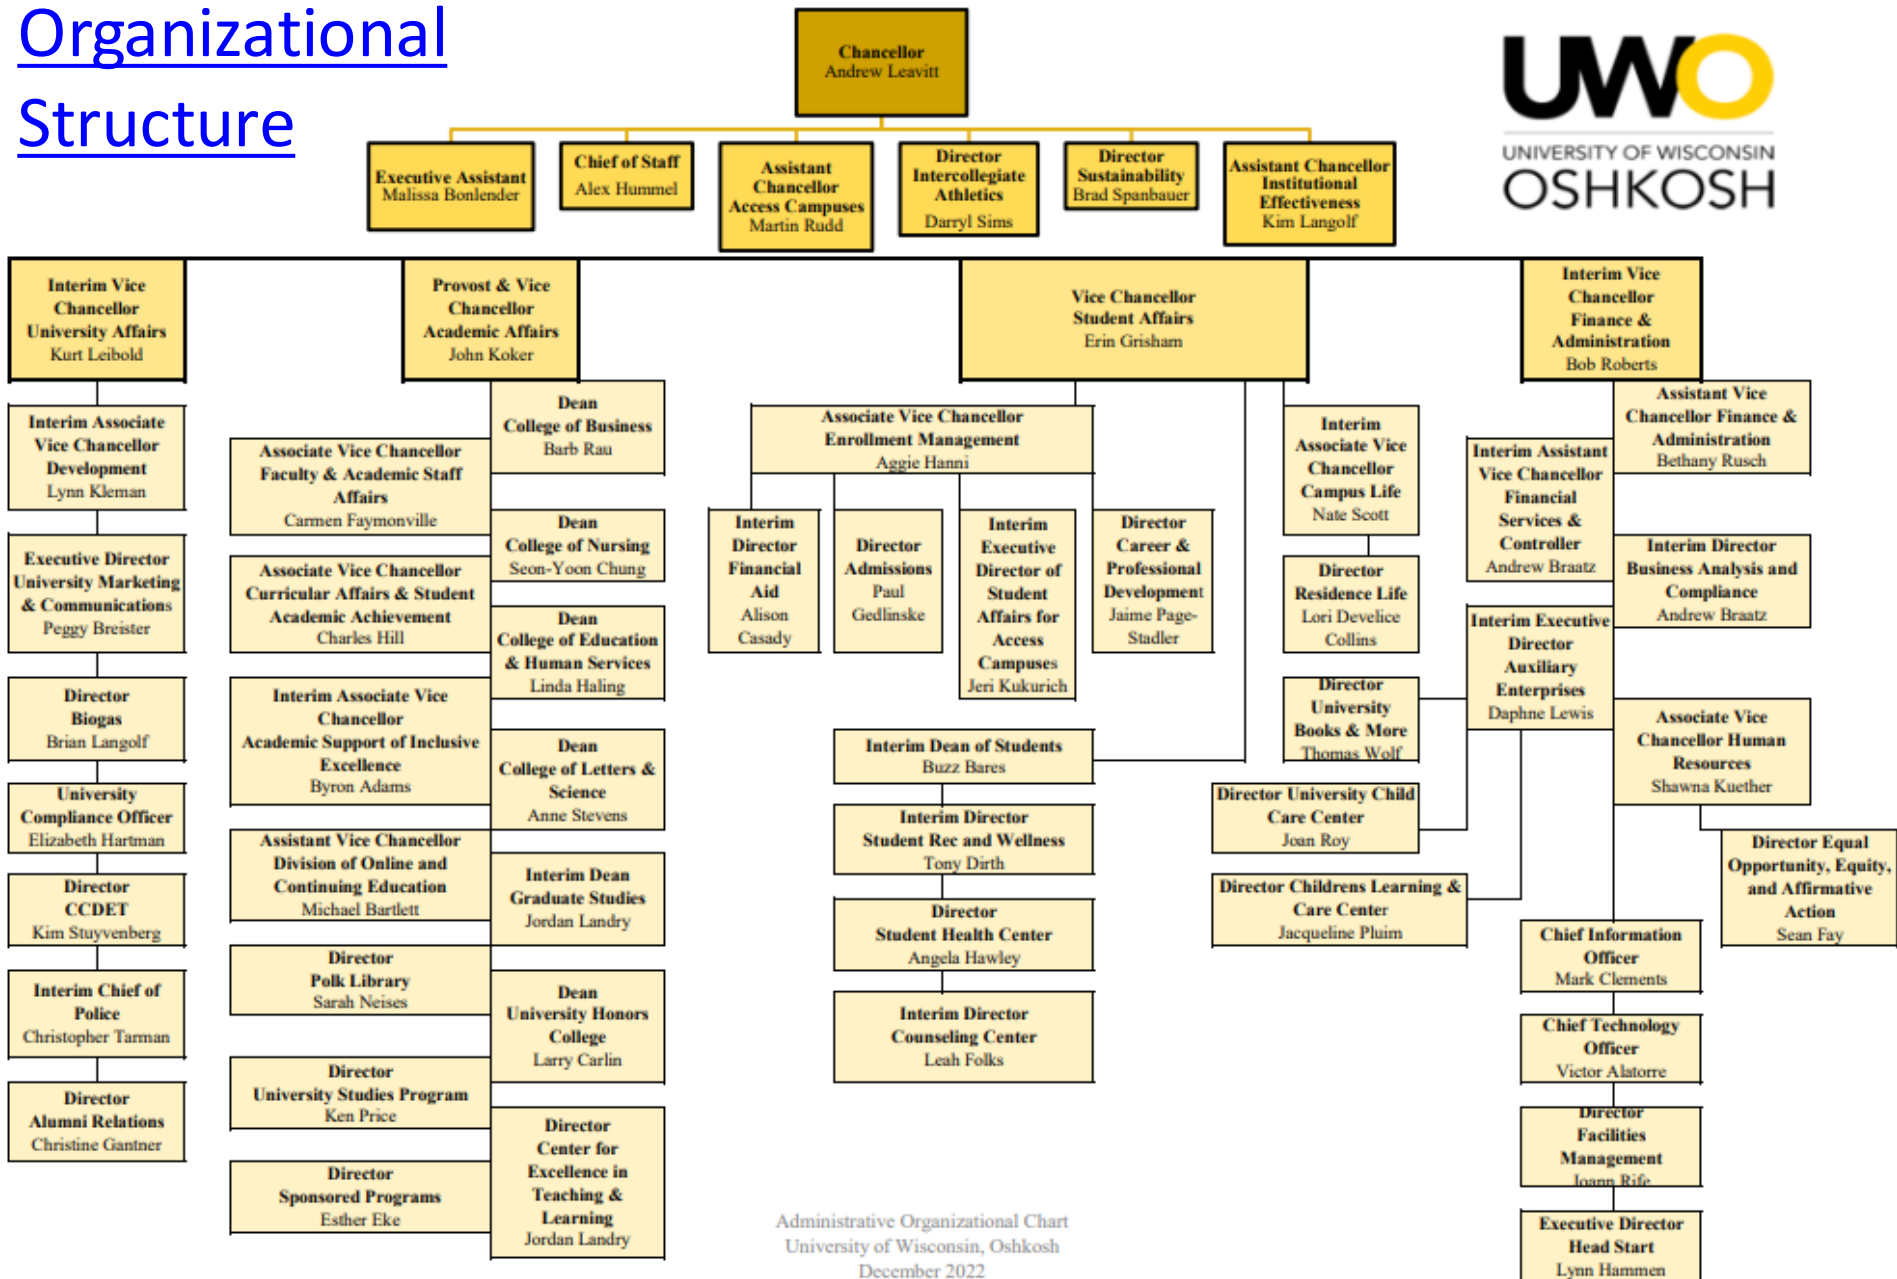 Organizational
Structure
Chancellor
Andrew Leavitt
UWO
UNIVERSITY OF WISCONSIN
OSHKOSH
Executive Assistant
Malissa Bonlender
Chief of Staff
Alex Hummel
Assistant
Chancellor
Access Campuses
Martin Rudd
Director
Intercollegiate
Athletics
Darryl Sims
Director
Sustainability
Brad Spanbauer
Assistant Chancellor
Institutional
Effectiveness
Kim Langolf
Interim Vice
Chancellor
University Affairs
Kurt Leibold
Provost & Vice
Chancellor
Academic Affairs
John Koker
Vice Chancellor
Student Affairs
Erin Grisham
Interim Vice
Chancellor
Finance &
Administration
Bob Roberts
Interim Associate
Vice Chancellor
Development
Lynn Kleman
Executive Director
University Marketing
& Communications
Peggy Breister
Director
Biogas
Brian Langolf
University
Compliance Officer
Elizabeth Hartman
Director
CCDET
Kim Stuyvenberg
Interim Chief of
Police
Christopher Tarman
Director
Alumni Relations
Christine Gantner
Associate Vice Chancellor
Faculty & Academic Staff
Affairs
Carmen Faymonville
Associate Vice Chancellor
Curricular Affairs & Student
Academic Achievement
Charles Hill
Interim Associate Vice
Chancellor
Academic Support of Inclusive
Excellence
Byron Adams
Assistant Vice Chancellor
Division of Online and
Continuing Education
Michael Bartlett
Director
Polk Library
Sarah Neises
Director
University Studies Program
Ken Price
Director
Sponsored Programs
Esther Eke
Dean
College of Business
Barb Rau
Dean
College of Nursing
Seon-Yoon Chung
Dean
College of Education
& Human Services
Linda Haling
Dean
College of Letters &
Science
Anne Stevens
Interim Dean
Graduate Studies
Jordan Landry
Dean
University Honors
College
Larry Carlin
Director
Center for
Excellence in
Teaching &
Learning
Jordan Landry
Associate Vice Chancellor
Enrollment Management
Aggie Hanni
Interim
Director
Financial
Aid
Alison
Casady
Director
Admissions
Paul
Gedlinske
Interim
Executive
Director of
Student
Affairs for
Access
Campuses
Jeri Kukurich
Director
Career &
Professional
Development
Jaime Page-
Stadler
Interim Dean of Students
Buzz Bares
Interim Director
Student Rec and Wellness
Tony Dirth
Director
Student Health Center
Angela Hawley
Interim Director
Counseling Center
Leah Folks
Interim
Associate Vice
Chancellor
Campus Life
Nate Scott
Director
Residence Life
Lori Develice
Collins
Director
University
Books & More
Thomas Wolf
Director University Child
Care Center
Joan Roy
Director Childrens Learning &
Care Center
Jacqueline Pluim
Interim Assistant
Vice Chancellor
Financial
Services &
Controller
Andrew Braatz
Interim Executive
Director
Auxiliary
Enterprises
Daphne Lewis
Assistant Vice
Chancellor Finance &
Administration
Bethany Rusch
Interim Director
Business Analysis and
Compliance
Andrew Braatz
Associate Vice
Chancellor Human
Resources
Shawna Kuether
Director Equal
Opportunity, Equity,
and Affirmative
Action
Sean Fay
Chief Information
Officer
Mark Clements
Chief Technology
Officer
Victor Alatorre
Director
Facilities
Management
Joann Rife
Executive Director
Head Start
Lynn Hammen
Administrative Organizational Chart
University of Wisconsin, Oshkosh
December 2022